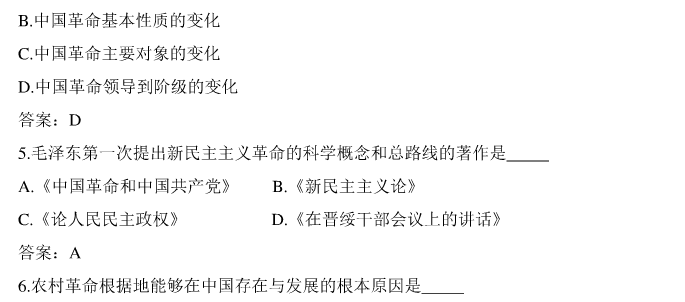 B.中国革命基本性质的变化
C.中国革命主要对象的变化
D.中国革命领导到阶级的变化
答案：D
5.毛泽东第一次提出新民主主义革命的科学概念和总路线的著作是_____
A.《中国革命和中国共产党》 B.《新民主主义论》
C.《论人民民主政权》 D.《在晋绥干部会议上的讲话》
答案：A
6.农村革命根据地能够在中国存在与发展的根本原因是_____